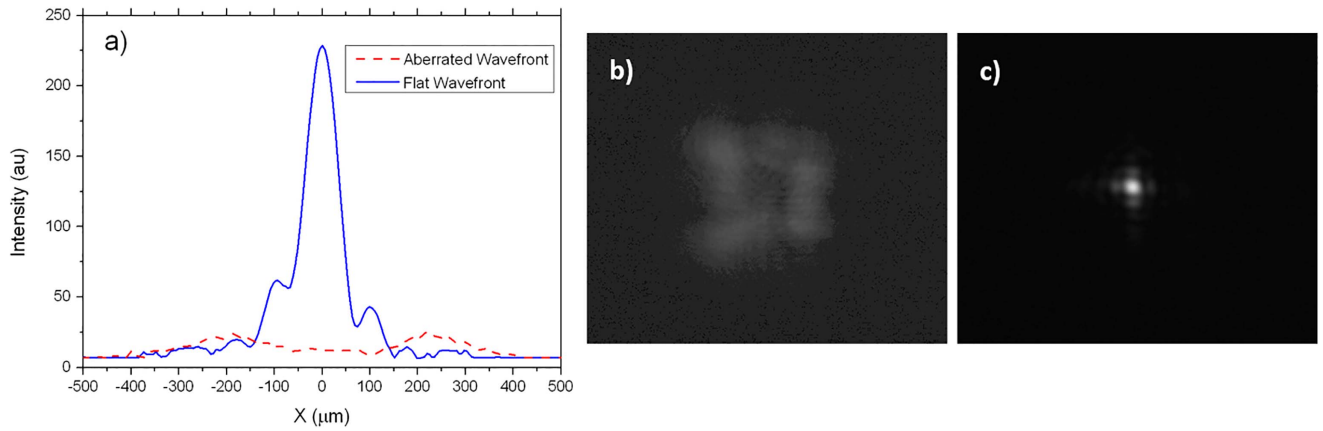 a)
Aberrated Wavefront
Flat Wavefront
250
200
150
100
50
0
Intensity (au)
-500 -400 -300 -200 -100 0 100 200 300 400 500
X (μm)
b)
c)